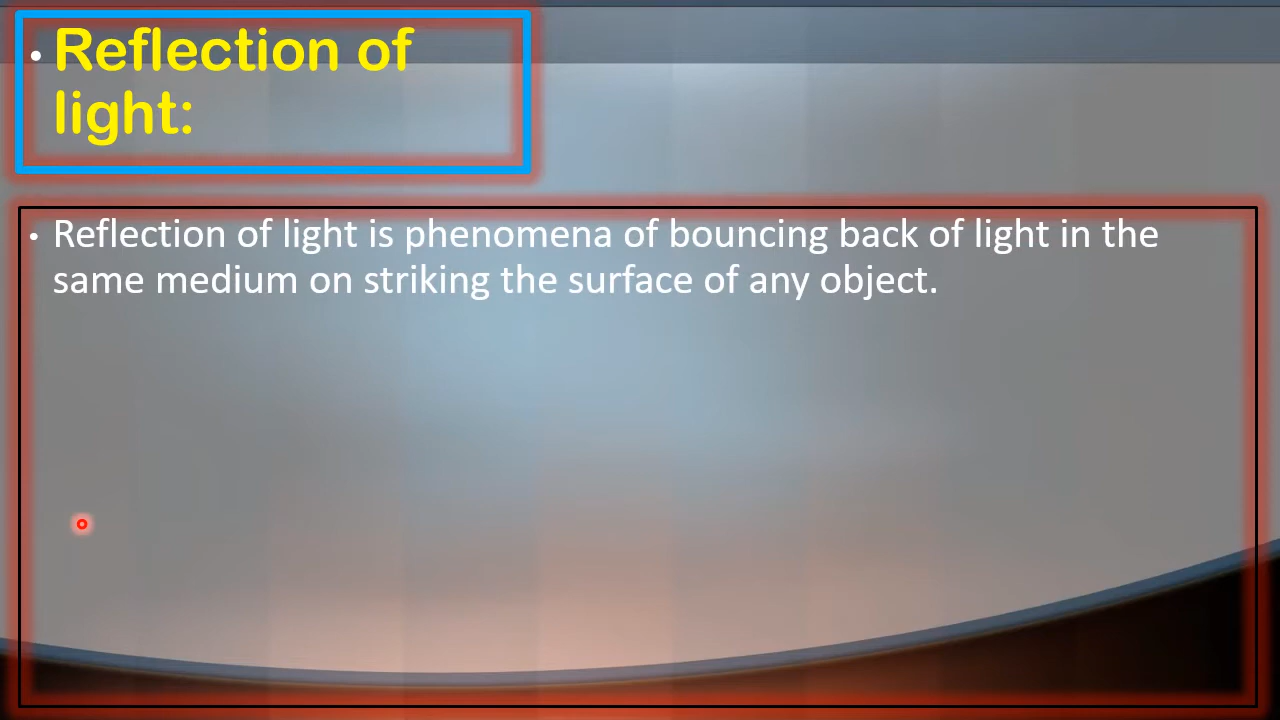 • Reflection of
light:
• Reflection of light is phenomena of bouncing back of light in the
same medium on striking the surface of any object.